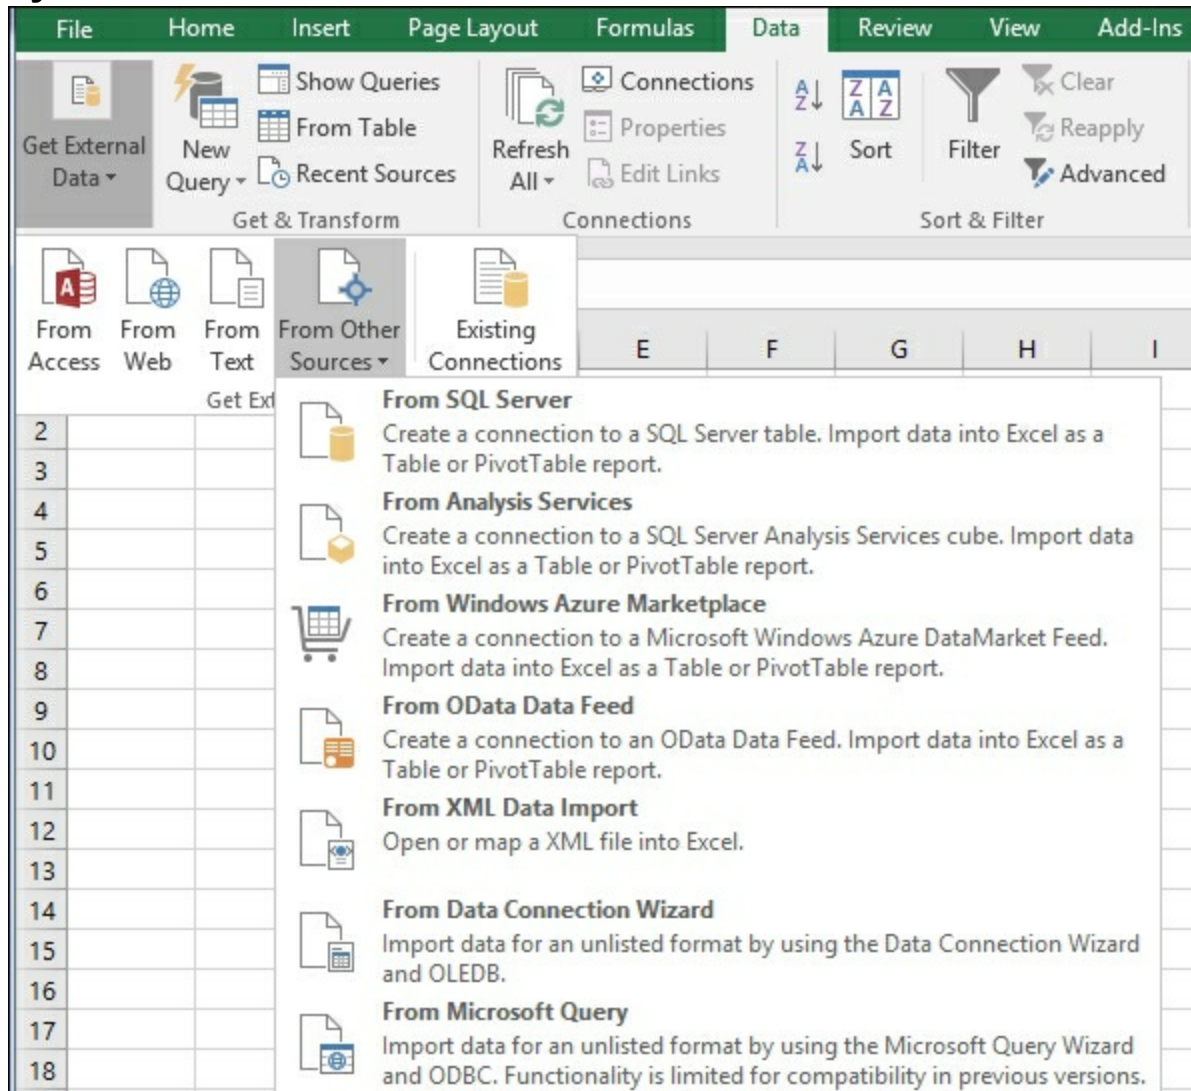 File Home Insert Page Layout Formulas Data Review View Add-Ins
Get External
Data
New
Query
Show Queries
From Table
Recent Sources
Get & Transform
Refresh
All
Connections
Properties
Edit Links
Connections
A
Z
Z
A
Z A
A Z
Sort
Filter
Clear
Reapply
Advanced
Sort & Filter
From
Access
From
Web
From
Text
From Other
Sources
Existing
Connections
Get Ext
E F G H I
From SQL Server
Create a connection to a SQL Server table. Import data into Excel as a
Table or PivotTable report.
From Analysis Services
Create a connection to a SQL Server Analysis Services cube. Import data
into Excel as a Table or PivotTable report.
From Windows Azure Marketplace
Create a connection to a Microsoft Windows Azure DataMarket Feed.
Import data into Excel as a Table or PivotTable report.
From OData Data Feed
Create a connection to an OData Data Feed. Import data into Excel as a
Table or PivotTable report.
From XML Data Import
Open or map a XML file into Excel.
From Data Connection Wizard
Import data for an unlisted format by using the Data Connection Wizard
and OLEDB.
From Microsoft Query
Import data for an unlisted format by using the Microsoft Query Wizard
and ODBC. Functionality is limited for compatibility in previous versions.
2
3
4
5
6
7
8
9
10
11
12
13
14
15
16
17
18